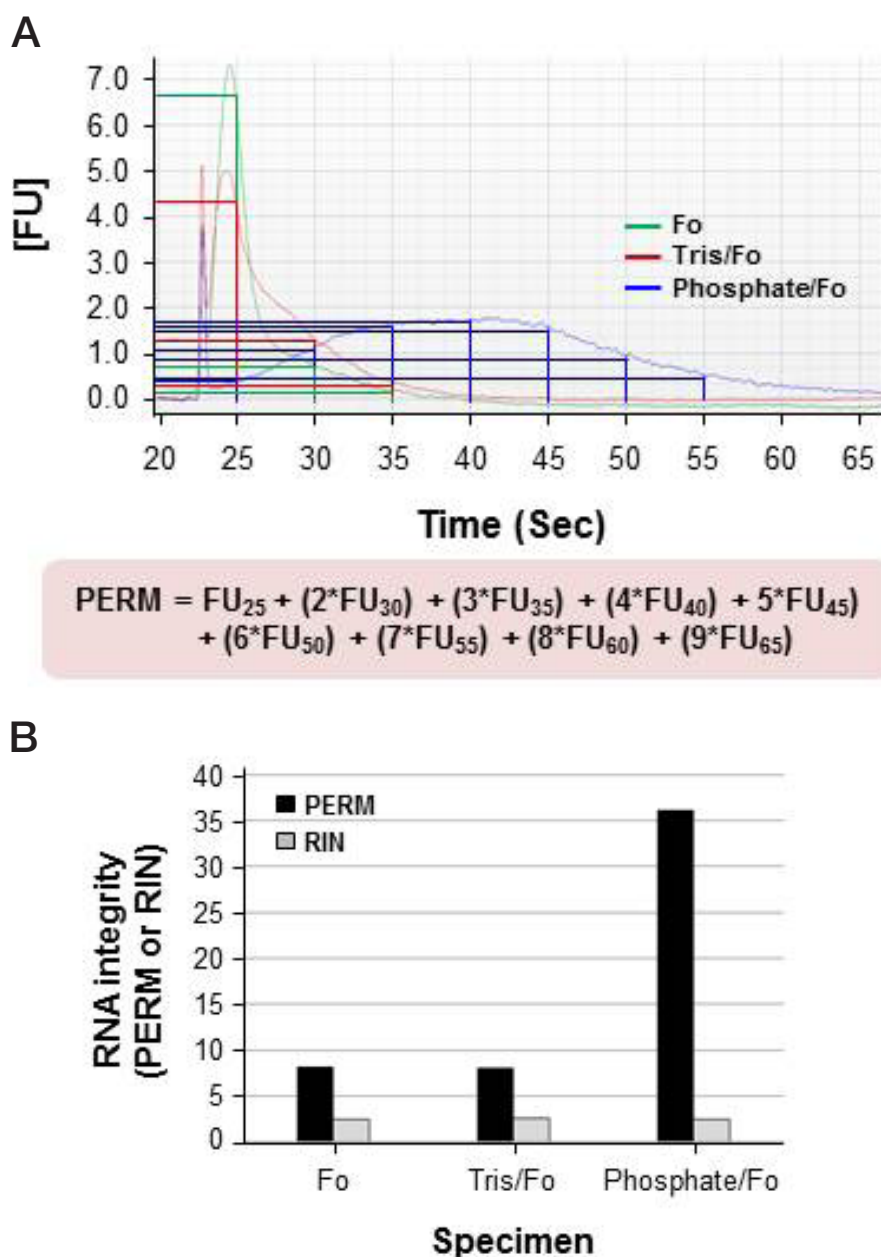 A
[FU]
7.0
6.0
5.0
4.0
3.0
2.0
1.0
0.0
Fo
Tris/Fo
Phosphate/Fo
20 25 30 35 40 45 50 55 60 65
Time (Sec)
PERM = FU25 + (2*FU30) + (3*FU35) + (4*FU40) + 5*FU45)
+ (6*FU50) + (7*FU55) + (8*FU60) + (9*FU65)
B
RNA integrity
(PERM or RIN)
40
35
30
25
20
15
10
5
0
PERM
RIN
Fo Tris/Fo Phosphate/Fo
Specimen